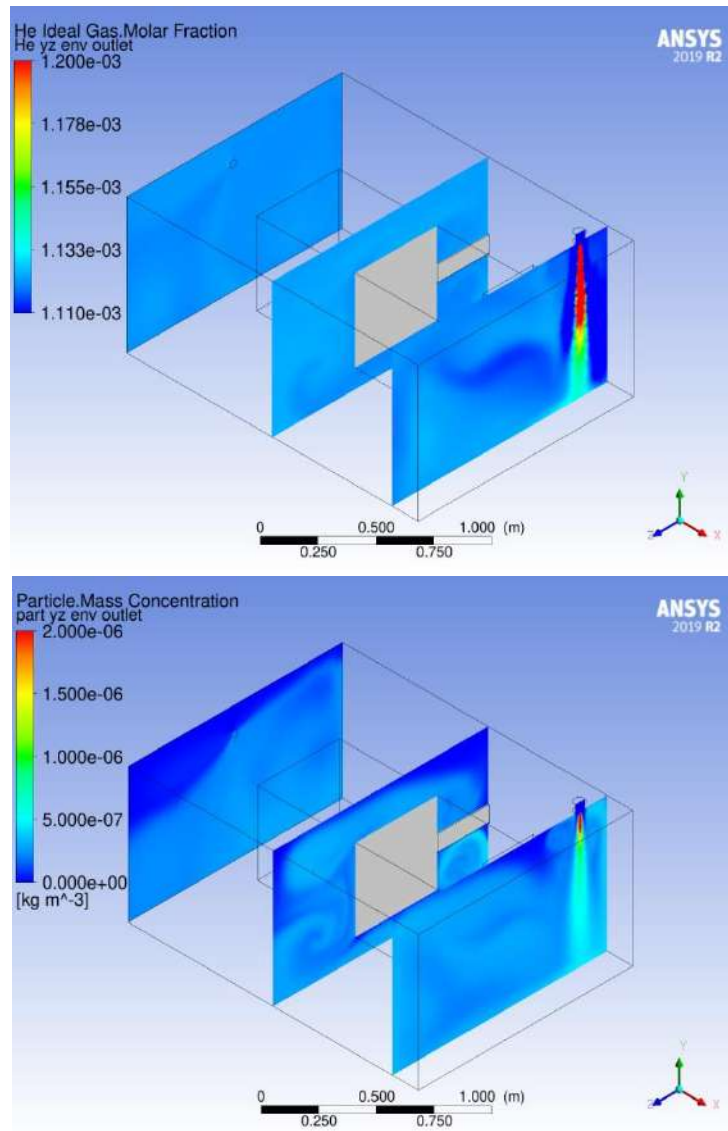 He Ideal Gas.Molar Fraction
He yz env outlet
1.200e-03
1.178e-03
1.155e-03
1.133e-03
1.110e-03
ANSYS
2019 R2
0 0.500 1.000 (m)
0.250 0.750
Y
Z X
Particle.Mass Concentration
part yz env outlet
2.000e-06
1.500e-06
1.000e-06
5.000e-07
0.000e+00
[kg m^-3]
ANSYS
2019 R2
0 0.500 1.000 (m)
0.250 0.750
Y
Z X